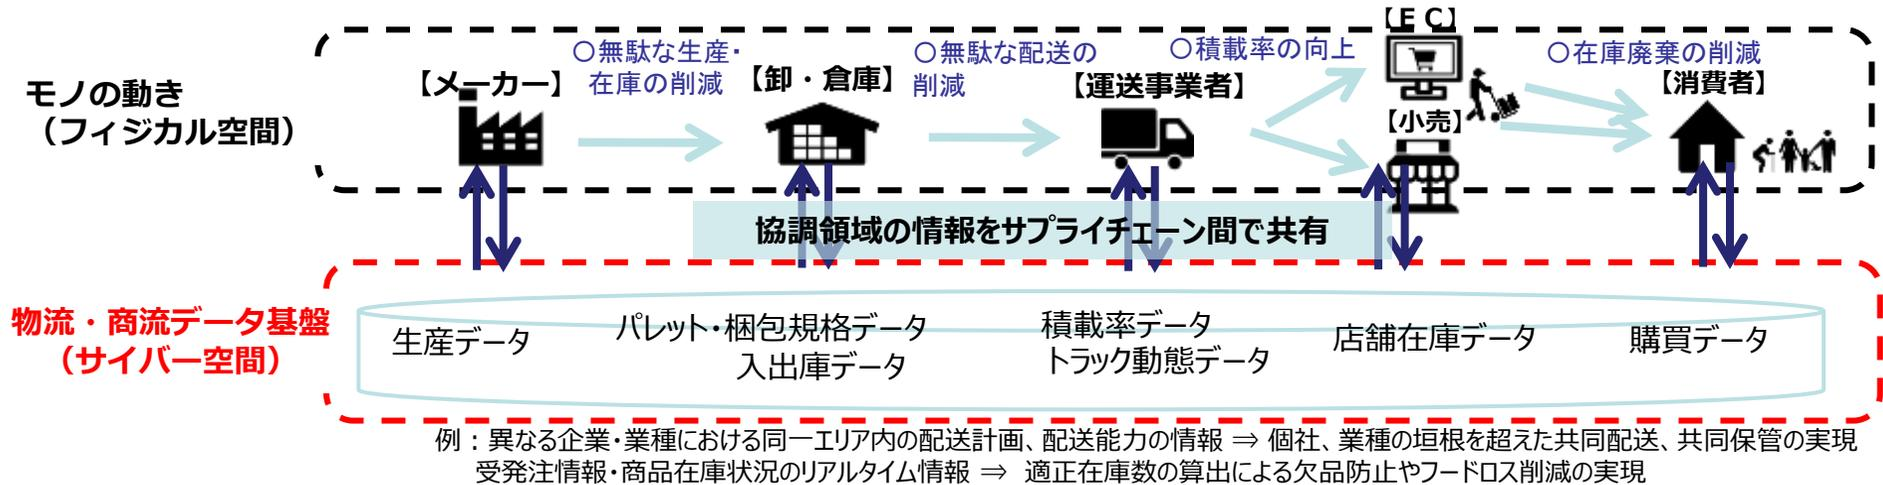 【EC】
〇無駄な生産・
在庫の削減
〇無駄な配送の
削減
〇積載率の向上
〇在庫廃棄の削減
モノの動き
（フィジカル空間）
【メーカー】
【卸・倉庫】
【運送事業者】
【小売】
【消費者】
協調領域の情報をサプライチェーン間で共有
物流・商流データ基盤
（サイバー空間）
生産データ
パレット・梱包規格データ
入出庫データ
積載率データ
トラック動態データ
店舗在庫データ
購買データ
例：異なる企業・業種における同一エリア内の配送計画、配送能力の情報 ⇒ 個社、業種の垣根を超えた共同配送、共同保管の実現
受発注情報・商品在庫状況のリアルタイム情報 ⇒ 適正在庫数の算出による欠品防止やフードロス削減の実現